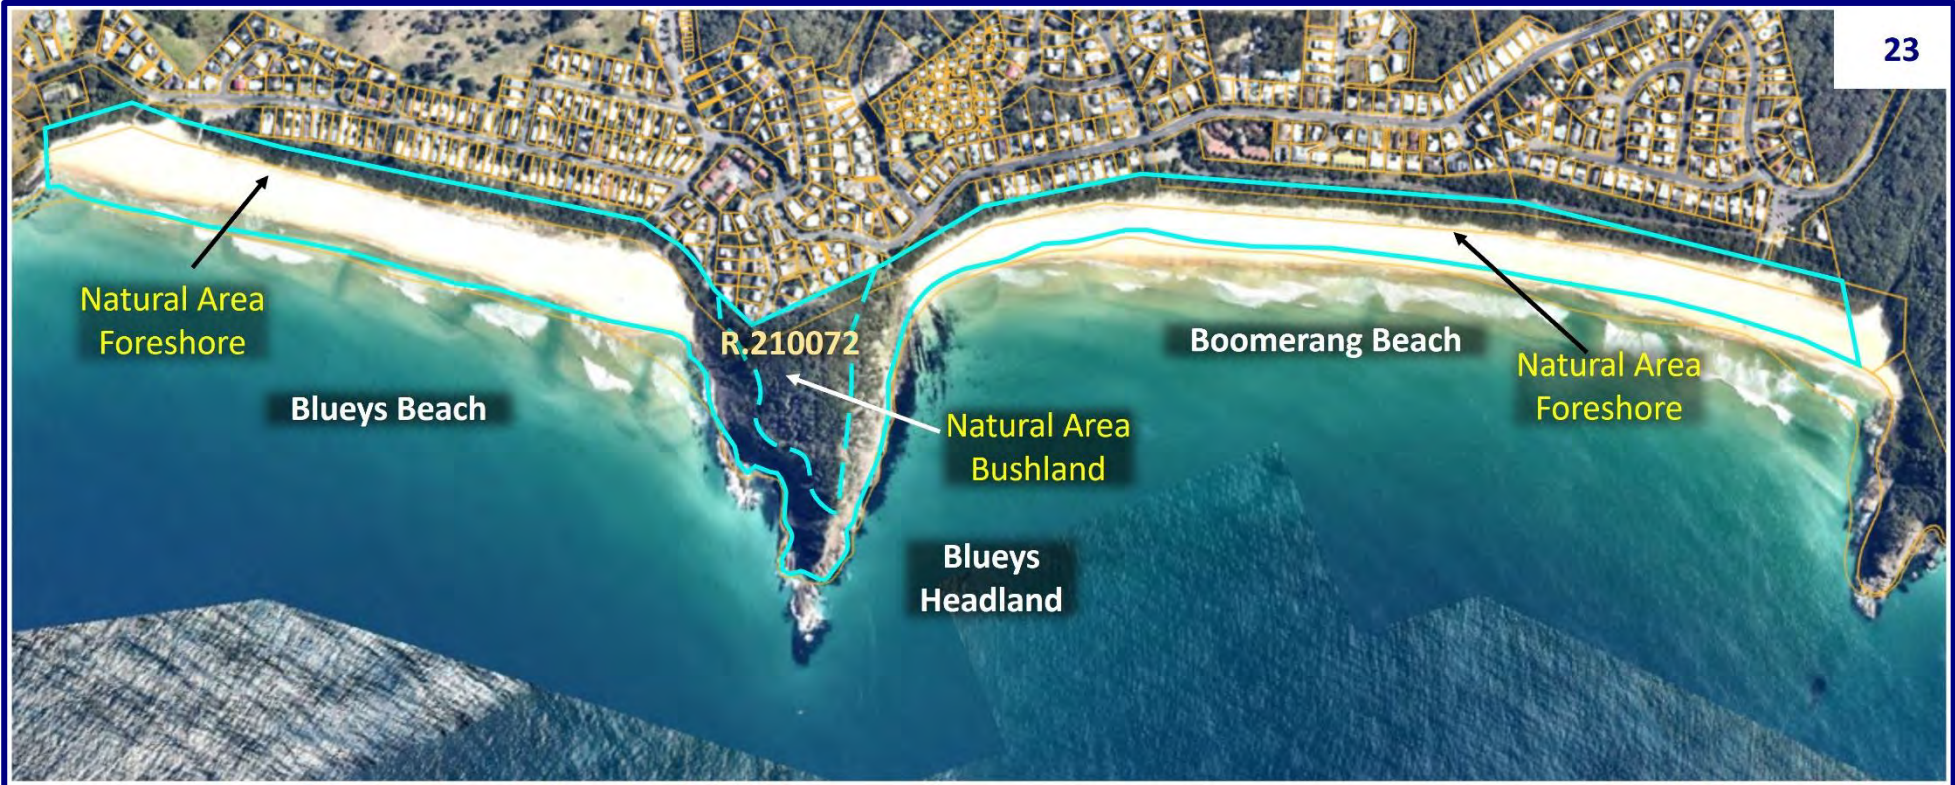 23
Natural Area
Foreshore
Blueys Beach
R.210072
Natural Area
Bushland
Blueys
Headland
Boomerang Beach
Natural Area
Foreshore